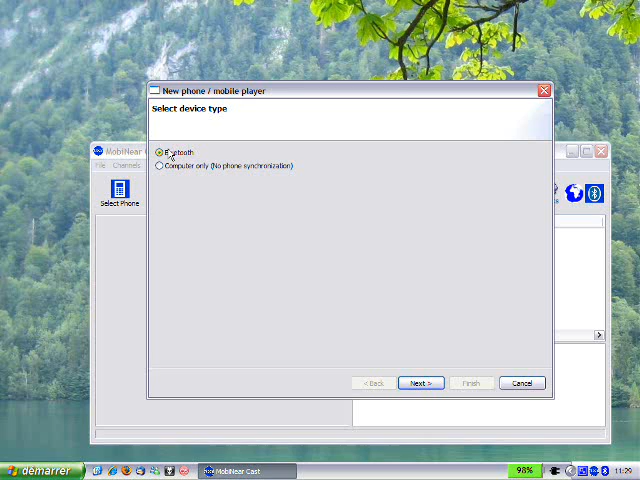 New phone / mobile player
Select device type
Bluetooth
Computer only (No phone synchronization)
MobiNear
File Channels
Select Phone
< Back
Next >
Finish
Cancel
démarrer
MobiNear Cast
98%
11:29